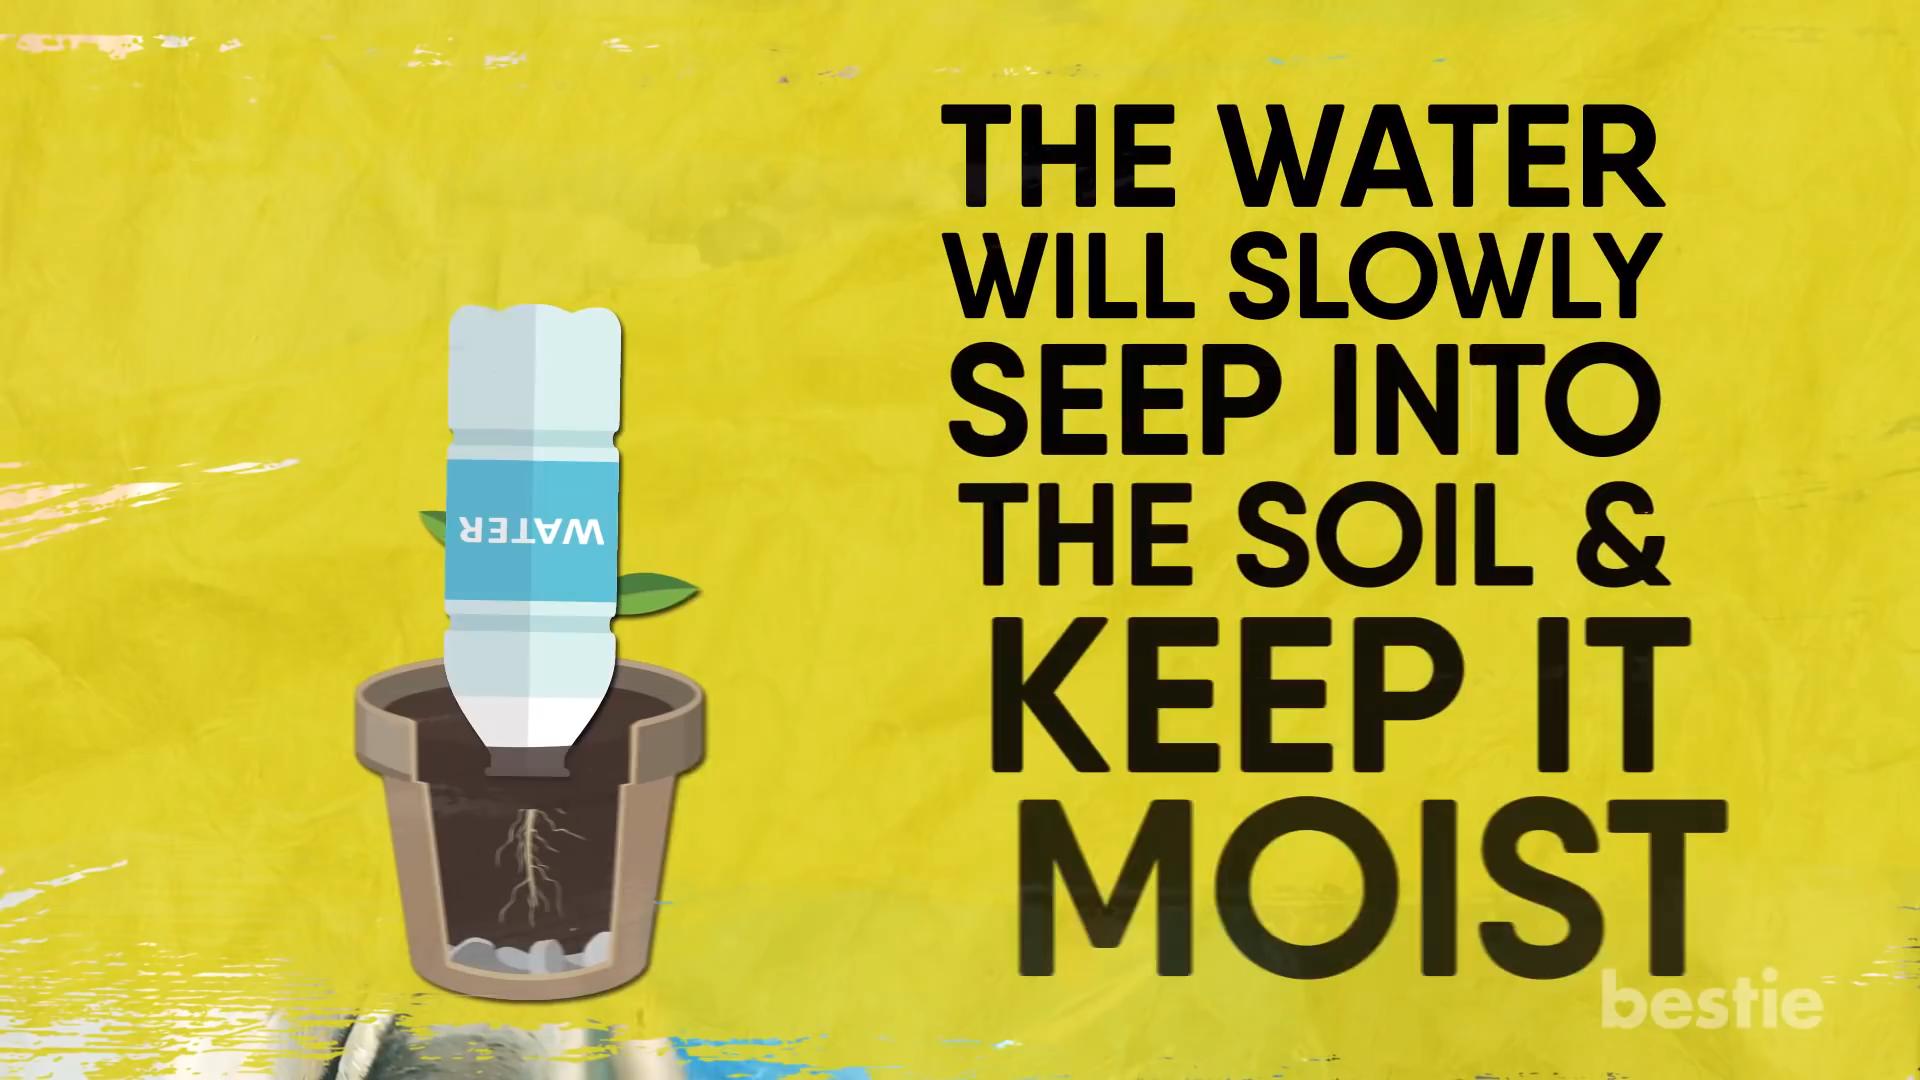 THE WATER
WILL SLOWLY
SEEP INTO
THE SOIL &
KEEP IT
MOIST
WATER
bestie